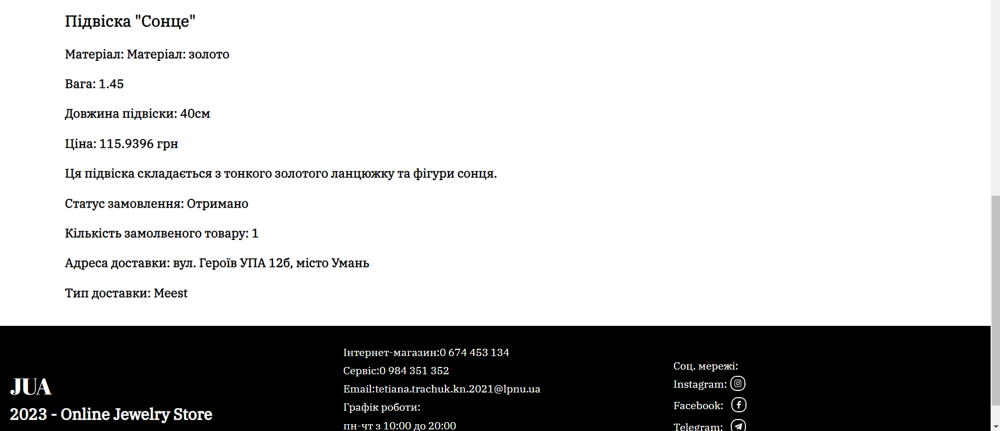 Підвіска "Сонце"
Матеріал: Матеріал: золото
Вага: 1.45
Довжина підвіски: 40см
Ціна: 115.9396 грн
Ця підвіска складається з тонкого золотого ланцюжку та фігури сонця.
Статус замовлення: Отримано
Кількість замолвеного товару: 1
Адреса доставки: вул. Героїв УПА 12б, місто Умань
Тип доставки: Meest
JUA
2023 - Online Jewelry Store
Інтернет-магазин:0 674 453 134
Сервіс:0 984 351 352
Email:tetiana.trachuk.kn.2021@lpnu.ua
Графік роботи:
пн-чт з 10:00 до 20:00
Соц. мережі:
Instagram:
Facebook:
Telegram: